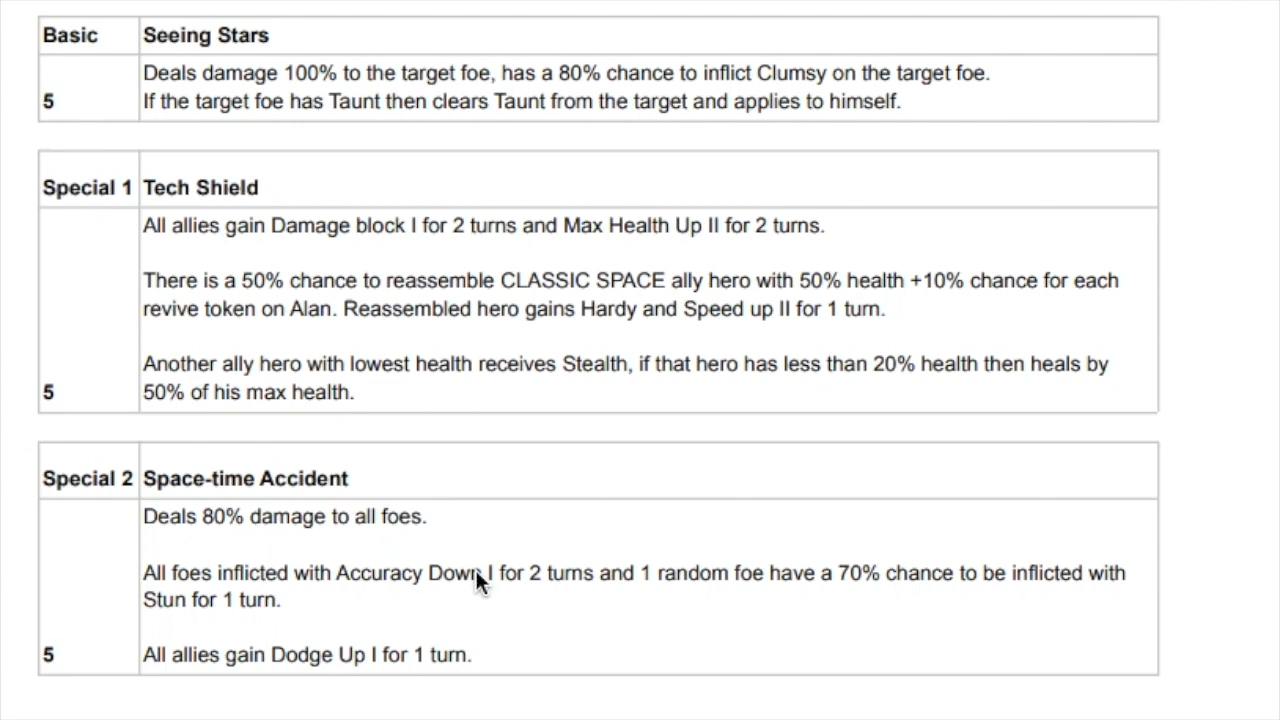 Basic Seeing Stars
Deals damage 100% to the target foe, has a 80% chance to inflict Clumsy on the target foe.
5 If the target foe has Taunt then clears Taunt from the target and applies to himself.
Special 1 Tech Shield
All allies gain Damage block I for 2 turns and Max Health Up II for 2 turns.
There is a 50% chance to reassemble CLASSIC SPACE ally hero with 50% health +10% chance for each
revive token on Alan. Reassembled hero gains Hardy and Speed up II for 1 turn.
Another ally hero with lowest health receives Stealth, if that hero has less than 20% health then heals by
5 50% of his max health.
Special 2 Space-time Accident
Deals 80% damage to all foes.
All foes inflicted with Accuracy Down I for 2 turns and 1 random foe have a 70% chance to be inflicted with
Stun for 1 turn.
5 All allies gain Dodge Up I for 1 turn.